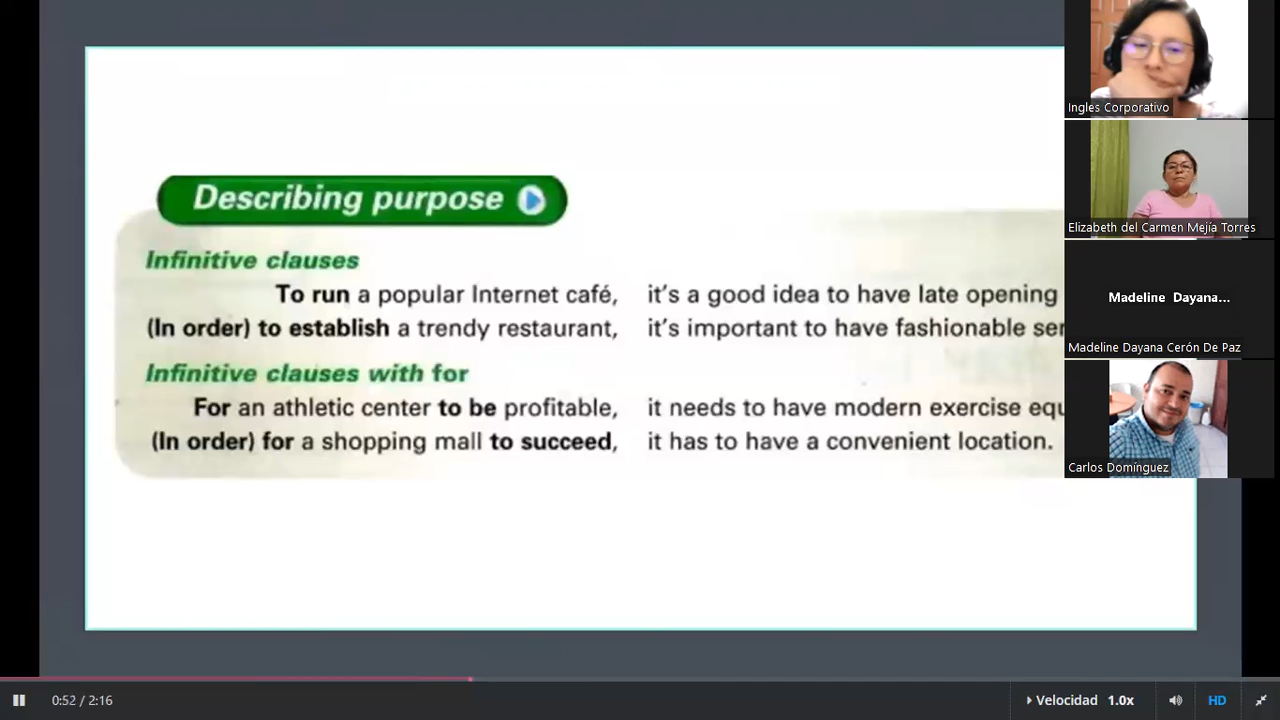 Describing purpose
Infinitive clauses
To run a popular Internet café, it's a good idea to have late opening
(In order) to establish a trendy restaurant, it's important to have fashionable
Infinitive clauses with for
For an athletic center to be profitable, it needs to have modern exercise
(In order) for a shopping mall to succeed, it has to have a convenient location.
Ingles Corporativo
Elizabeth del Carmen Mejía Torres
Madeline Dayana...
Madeline Dayana Cerón De Paz
Carlos Domínguez
0:52 / 2:16
Velocidad 1.0x
HD